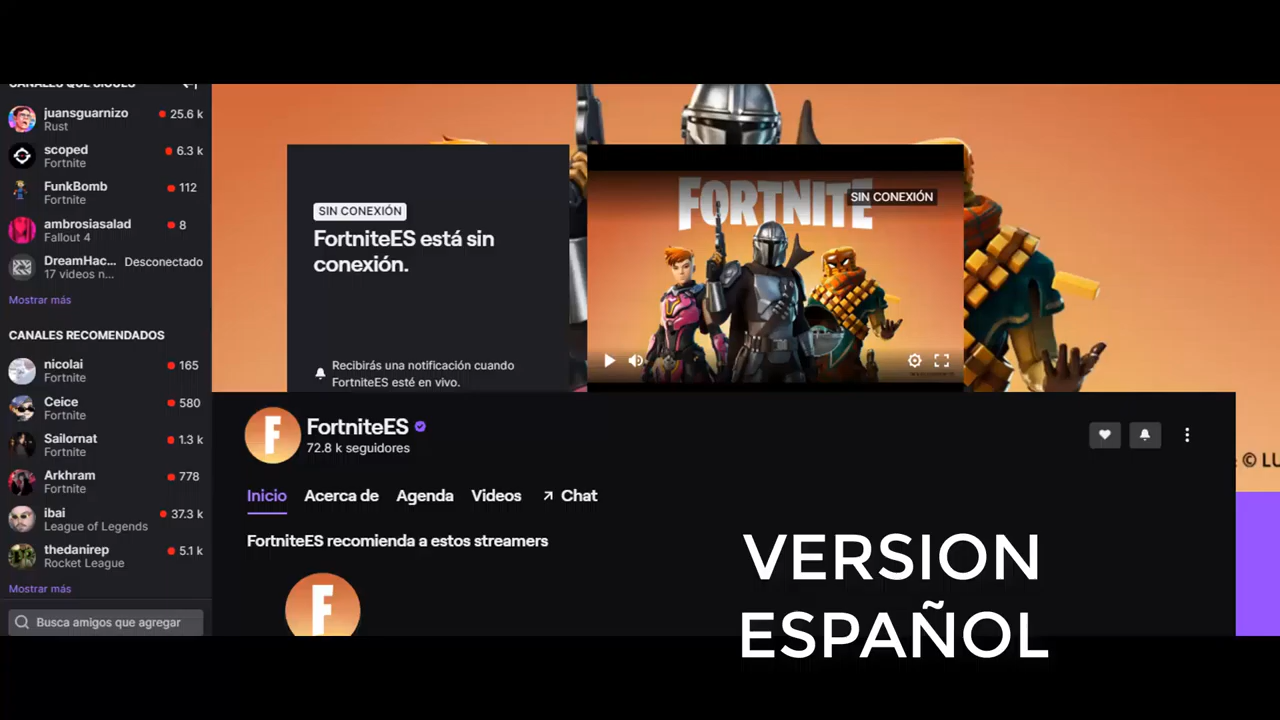 CANALES QUE SIGUES
juansguarnizo
25.6 k
Rust
scoped
6.3 k
Fortnite
FunkBomb
112
Fortnite
ambrosiasalad
8
Fallout 4
DreamHac...
Desconectado
17 videos n...
Mostrar más
CANALES RECOMENDADOS
nicolai
165
Fortnite
Ceice
580
Fortnite
Sailornat
1.3 k
Fortnite
Arkhram
778
Fortnite
ibai
37.3 k
League of Legends
thedanirep
5.1 k
Rocket League
Mostrar más
Busca amigos que agregar
SIN CONEXIÓN
FortniteES está sin
conexión.
Recibirás una notificación cuando
FortniteES esté en vivo.
FORTNITE
SIN CONEXIÓN
F
FortniteES
72.8 k seguidores
© LU
Inicio
Acerca de
Agenda
Videos
Chat
FortniteES recomienda a estos streamers
F
VERSION
ESPAÑOL